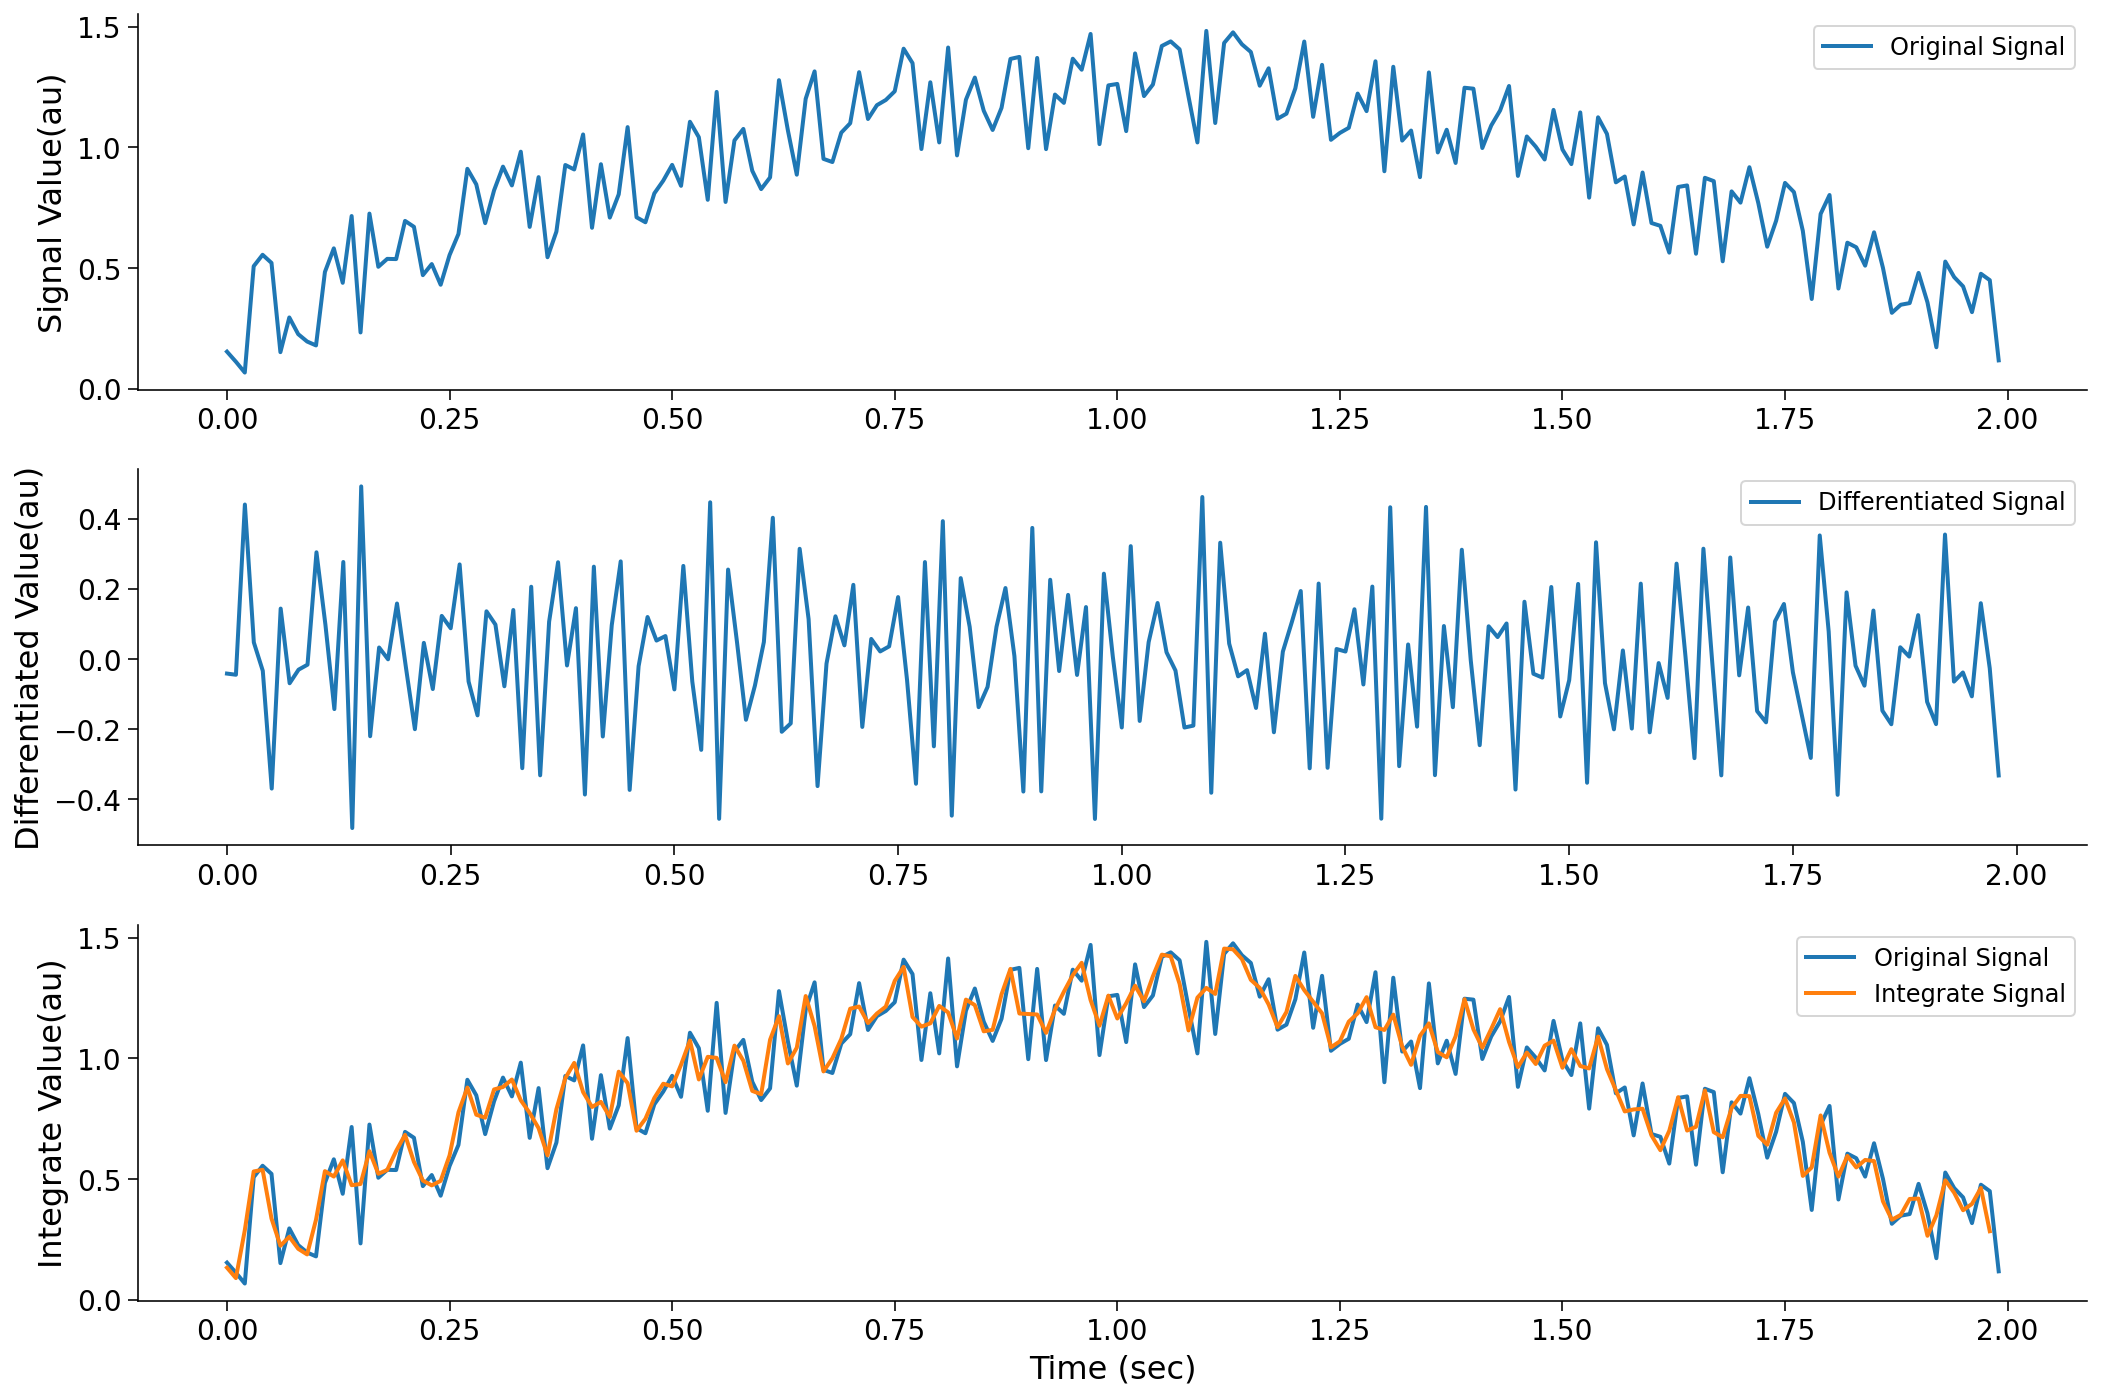 Signal Value(au)
1.5
1.0
0.5
0.0
Original Signal
0.00 0.25 0.50 0.75 1.00 1.25 1.50 1.75 2.00
Differentiated Value(au)
0.4
0.2
0.0
−0.2
−0.4
Differentiated Signal
0.00 0.25 0.50 0.75 1.00 1.25 1.50 1.75 2.00
Integrate Value(au)
1.5
1.0
0.5
0.0
Original Signal
Integrate Signal
0.00 0.25 0.50 0.75 1.00 1.25 1.50 1.75 2.00
Time (sec)